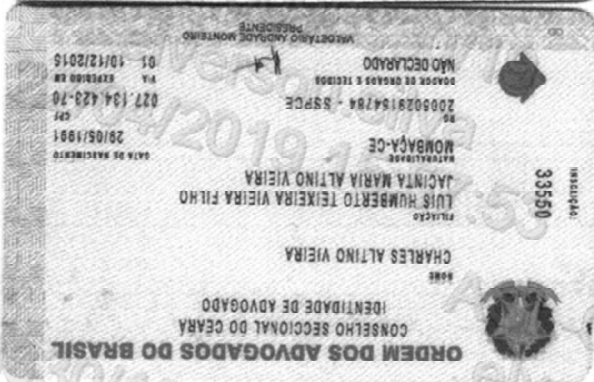 ORDEM DOS ADVOGADOS DO BRASIL
CONSELHO SECCIONAL DO CEARÁ
IDENTIDADE DE ADVOGADO
NOME
CHARLES ALTINO VIEIRA
FILIAÇÃO
LUIS HUMBERTO TEIXEIRA VIEIRA FILHO
JACINTA MARIA ALTINO VIEIRA
INSCRIÇÃO:
33550
NATURALIDADE
MOMBAÇA-CE
DATA DE NASCIMENTO
29/05/1991
RG
2005029154784 - SSPCE
CPF
027.134.423-70
DOADOR DE ÓRGÃOS E TECIDOS
NÃO DECLARADO
VIA EXPEDIDO EM
01 10/12/2015
VALDETÁRIO ANDRADE MONTEIRO
PRESIDENTE